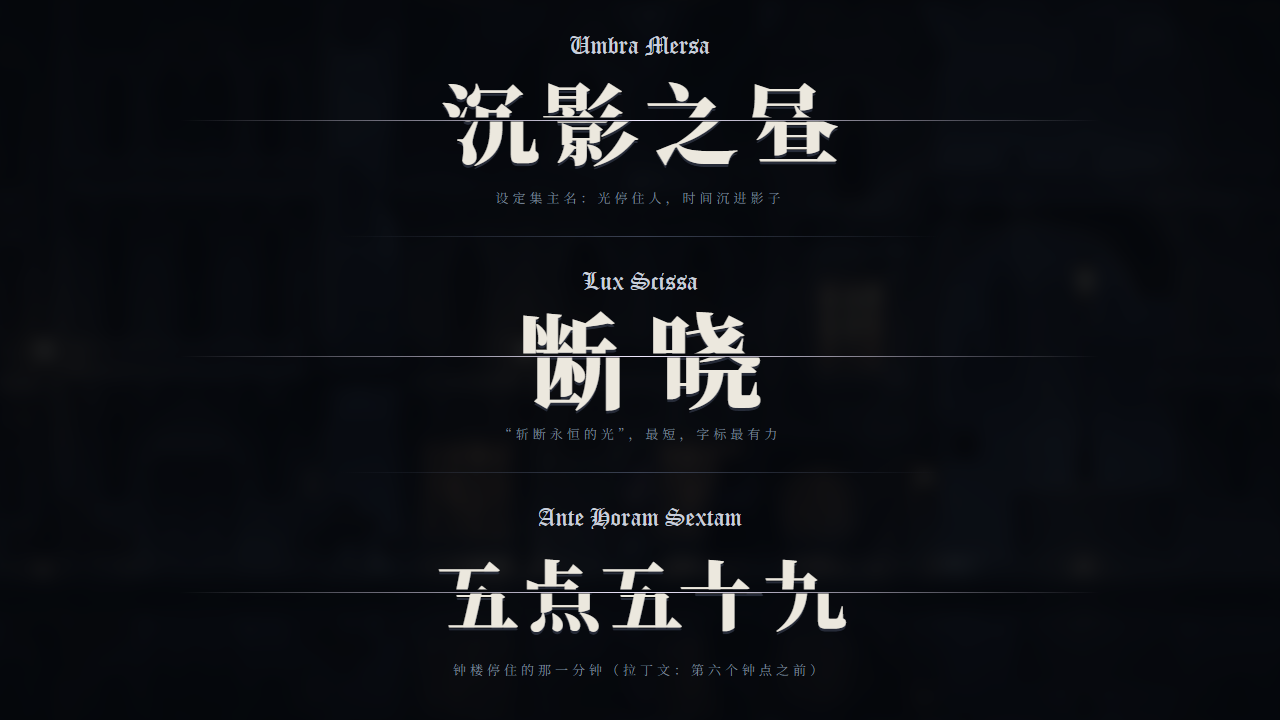 Umbra Mersa
沉影之昼
设定集主名：光停住人，时间沉进影子
Lux Scissa
断晓
“斩断永恒的光”，最短，字标最有力
Ante Horam Sextam
五点五十九
钟楼停住的那一分钟（拉丁文：第六个钟点之前）